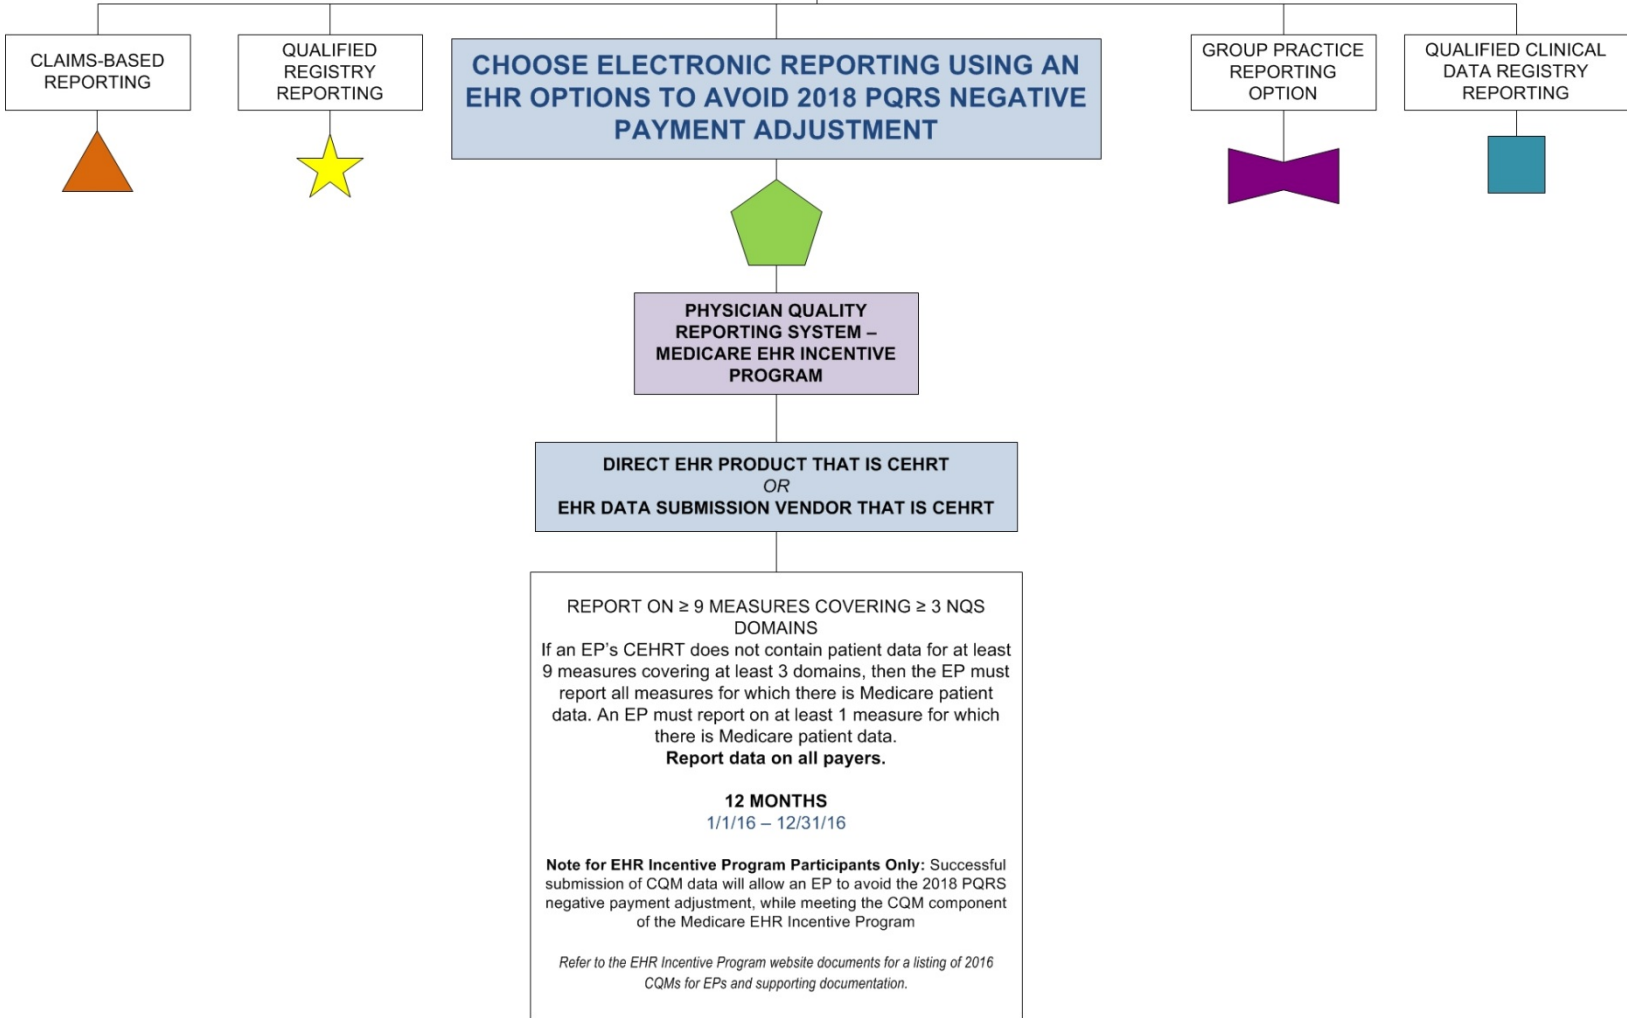 CLAIMS-BASED
REPORTING
QUALIFIED
REGISTRY
REPORTING
CHOOSE ELECTRONIC REPORTING USING AN
EHR OPTIONS TO AVOID 2018 PQRS NEGATIVE
PAYMENT ADJUSTMENT
GROUP PRACTICE
REPORTING
OPTION
QUALIFIED CLINICAL
DATA REGISTRY
REPORTING
PHYSICIAN QUALITY
REPORTING SYSTEM –
MEDICARE EHR INCENTIVE
PROGRAM
DIRECT EHR PRODUCT THAT IS CEHRT
OR
EHR DATA SUBMISSION VENDOR THAT IS CEHRT
REPORT ON ≥ 9 MEASURES COVERING ≥ 3 NQS
DOMAINS
If an EP's CEHRT does not contain patient data for at least
9 measures covering at least 3 domains, then the EP must
report all measures for which there is Medicare patient
data. An EP must report on at least 1 measure for which
there is Medicare patient data.
Report data on all payers.
12 MONTHS
1/1/16 – 12/31/16
Note for EHR Incentive Program Participants Only: Successful
submission of CQM data will allow an EP to avoid the 2018 PQRS
negative payment adjustment, while meeting the CQM component
of the Medicare EHR Incentive Program
Refer to the EHR Incentive Program website documents for a listing of 2016
CQMs for EPs and supporting documentation.